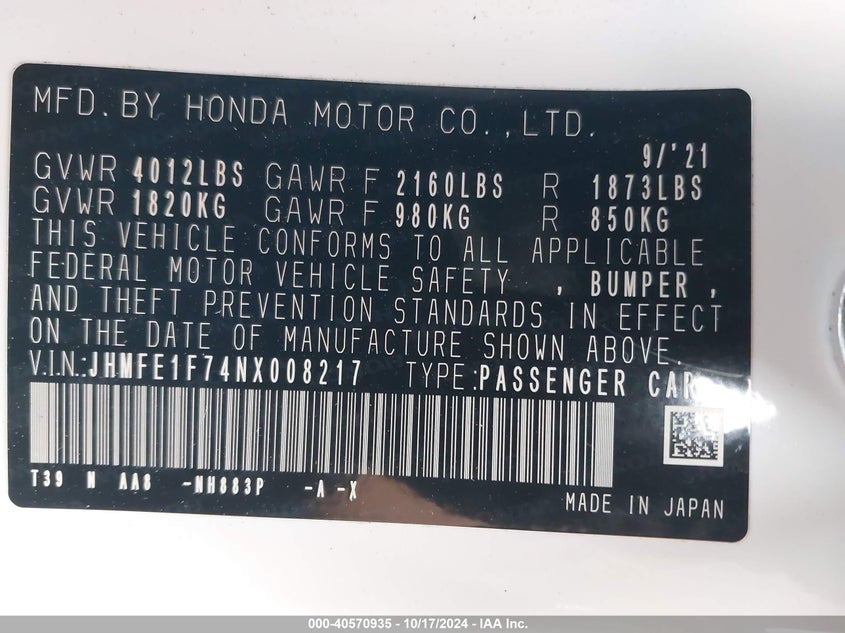 MFD. BY HONDA MOTOR CO., LTD.
9/'21
GVWR 4012LBS GAWR F 2160LBS R 1873LBS
GVWR 1820KG GAWR F 980KG R 850KG
THIS VEHICLE CONFORMS TO ALL APPLICABLE
FEDERAL MOTOR VEHICLE SAFETY , BUMPER ,
AND THEFT PREVENTION STANDARDS IN EFFECT
ON THE DATE OF MANUFACTURE SHOWN ABOVE.
V.I.N.:JHMFE1F74NX008217 TYPE:PASSENGER CAR
T39 N AA8 -NH883P -A -X
MADE IN JAPAN
000-40570935 - 10/17/2024 - IAA Inc.